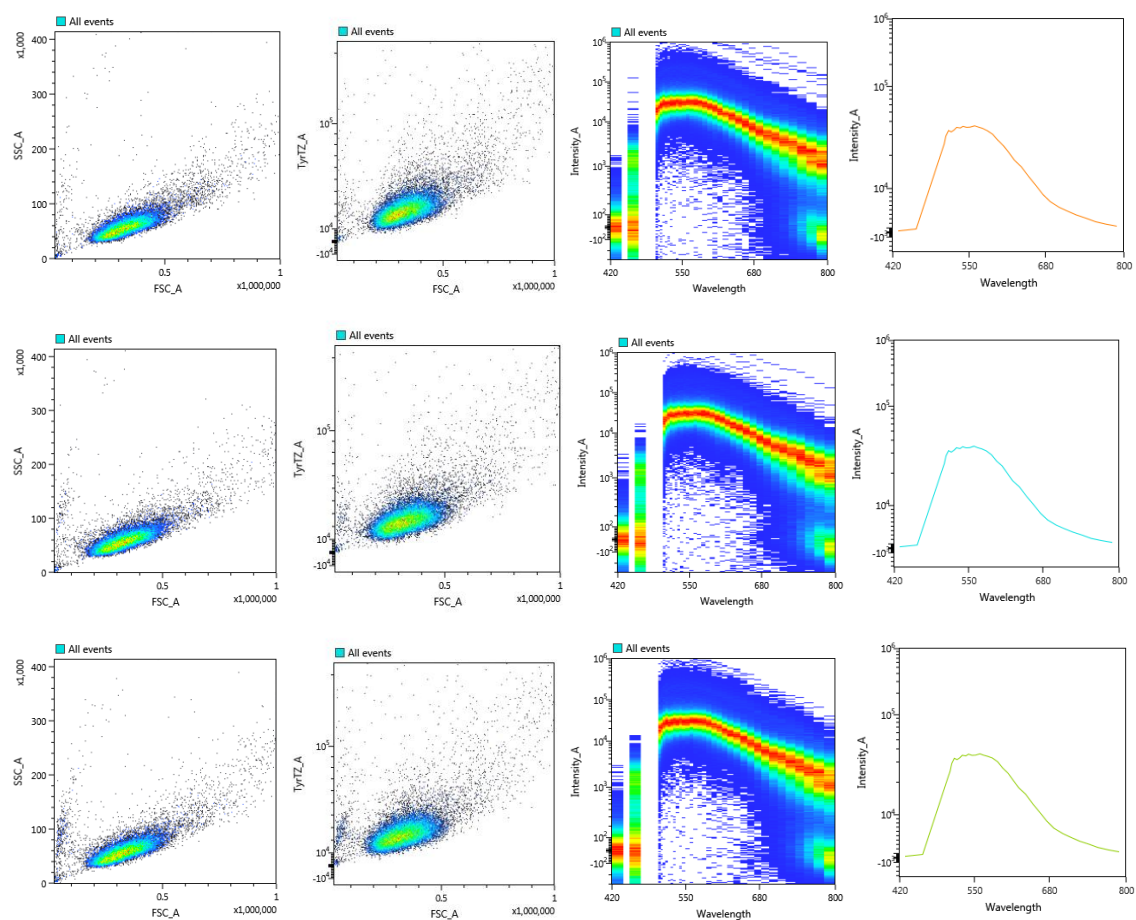 All events
x1,000
400
300
200
100
0
SSC_A
0.5 1
FSC_A x1,000,000
All events
10⁵
10⁴
-10⁴
TyrTZ_A
0.5 1
FSC_A x1,000,000
All events
10⁶
10⁵
10⁴
10³
10²
-10²
Intensity_A
420 550 680 800
Wavelength
10⁶
10⁵
10⁴
-10³
Intensity_A
420 550 680 800
Wavelength
All events
x1,000
400
300
200
100
0
SSC_A
0.5 1
FSC_A x1,000,000
All events
10⁵
10⁴
-10⁴
TyrTZ_A
0.5 1
FSC_A x1,000,000
All events
10⁶
10⁵
10⁴
10³
10²
-10²
Intensity_A
420 550 680 800
Wavelength
10⁶
10⁵
10⁴
-10⁴
Intensity_A
420 550 680 800
Wavelength
All events
x1,000
400
300
200
100
0
SSC_A
0.5 1
FSC_A x1,000,000
All events
10⁵
10⁴
-10⁴
TyrTZ_A
0.5 1
FSC_A x1,000,000
All events
10⁶
10⁵
10⁴
10³
10²
-10²
Intensity_A
420 550 680 800
Wavelength
10⁶
10⁵
10⁴
-10³
Intensity_A
420 550 680 800
Wavelength